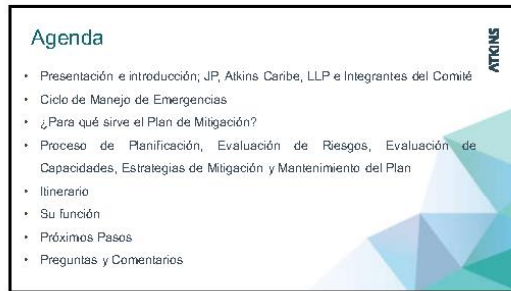 Agenda
ATKINS
• Presentación e introducción; JP, Atkins Caribe, LLP e Integrantes del Comité
• Ciclo de Manejo de Emergencias
• ¿Para qué sirve el Plan de Mitigación?
• Proceso de Planificación, Evaluación de Riesgos, Evaluación de
Capacidades, Estrategias de Mitigación y Mantenimiento del Plan
• Itinerario
• Su función
• Próximos Pasos
• Preguntas y Comentarios